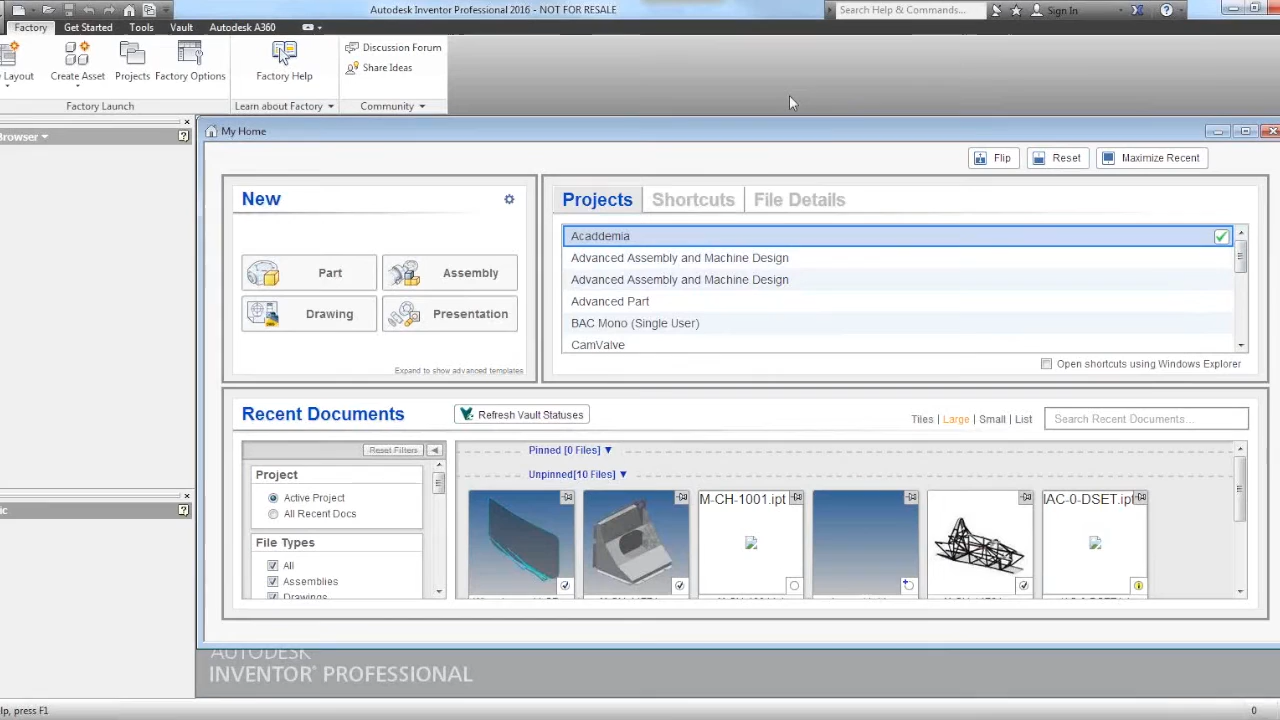 Autodesk Inventor Professional 2016 - NOT FOR RESALE
Search Help & Commands...
Sign In
Factory
Get Started
Tools
Vault
Autodesk A360
Layout
Create Asset
Projects
Factory Options
Factory Help
Discussion Forum
Share Ideas
Factory Launch
Learn about Factory
Community
Browser
My Home
Flip
Reset
Maximize Recent
New
Part
Assembly
Drawing
Presentation
Expand to show advanced templates
Projects
Shortcuts
File Details
Acaddemia
Advanced Assembly and Machine Design
Advanced Assembly and Machine Design
Advanced Part
BAC Mono (Single User)
CamValve
Open shortcuts using Windows Explorer
Recent Documents
Refresh Vault Statuses
Tiles | Large | Small | List
Search Recent Documents...
Reset Filters
Project
Active Project
All Recent Docs
File Types
All
Assemblies
Drawings
Pinned [0 Files]
Unpinned[10 Files]
M-CH-1001.ipt
IAC-0-DSET.ipt
AUTODESK
INVENTOR® PROFESSIONAL
lp, press F1
0